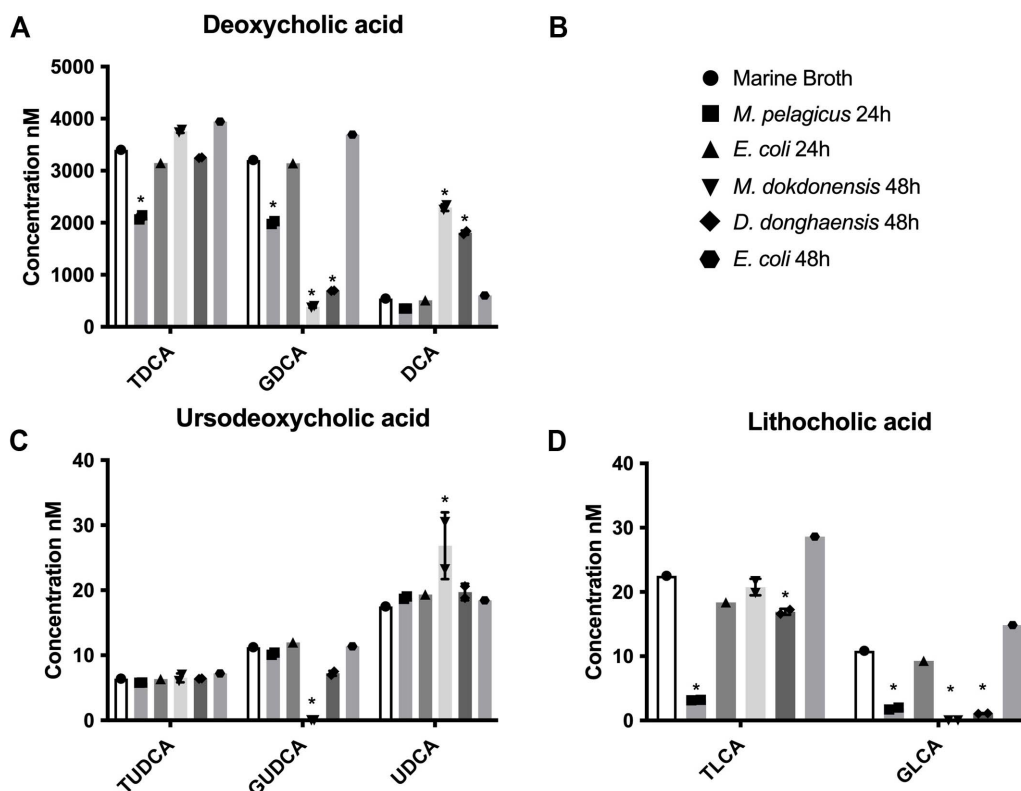 A
Deoxycholic acid
Concentration nM
5000
4000
3000
2000
1000
0
*
*
*
*
*
*
TDCA
GDCA
DCA
B
Marine Broth
M. pelagicus 24h
E. coli 24h
M. dokdonensis 48h
D. donghaensis 48h
E. coli 48h
C
Ursodeoxycholic acid
Concentration nM
40
30
20
10
0
*
*
TUDCA
GUDCA
UDCA
D
Lithocholic acid
Concentration nM
40
30
20
10
0
*
*
*
*
*
TLCA
GLCA